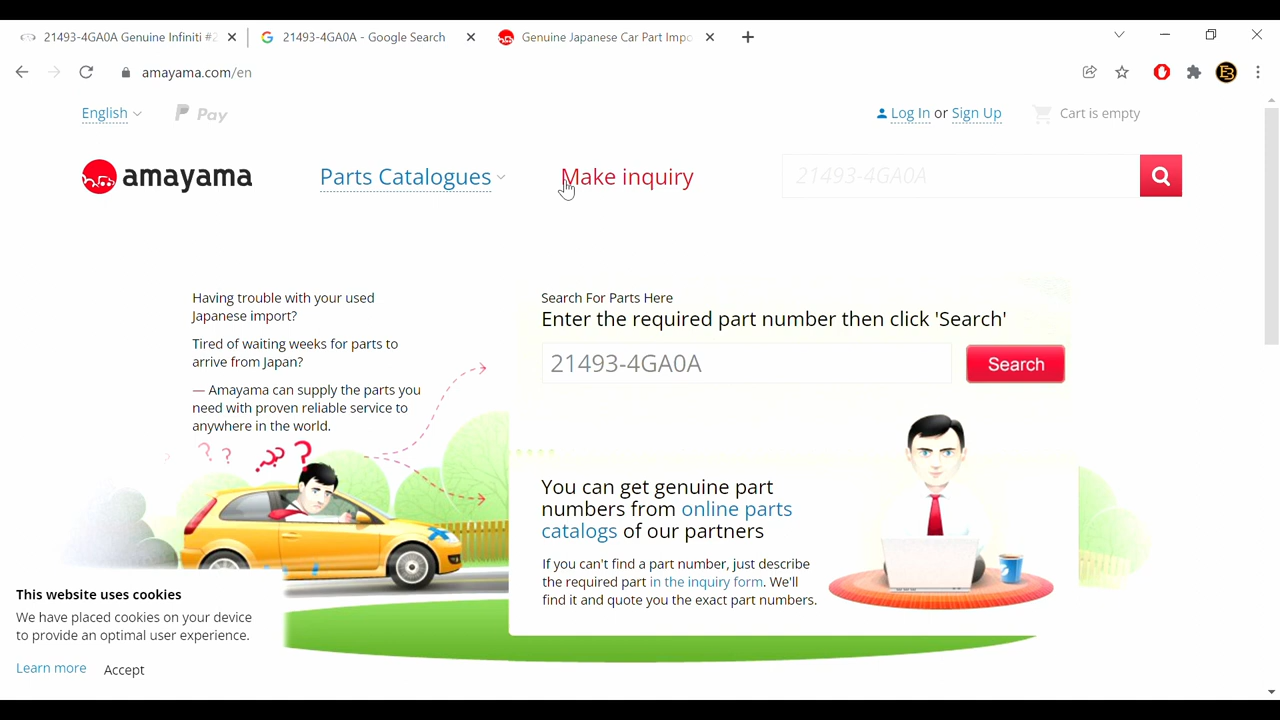 21493-4GA0A Genuine Infiniti #2
21493-4GA0A - Google Search
Genuine Japanese Car Part Impo
amayama.com/en
English
Pay
Log In or Sign Up
Cart is empty
amayama
Parts Catalogues
Make inquiry
21493-4GA0A
Having trouble with your used
Japanese import?
Tired of waiting weeks for parts to
arrive from Japan?
— Amayama can supply the parts you
need with proven reliable service to
anywhere in the world.
? ? ?? ?
Search For Parts Here
Enter the required part number then click 'Search'
21493-4GA0A
Search
You can get genuine part
numbers from online parts
catalogs of our partners
If you can't find a part number, just describe
the required part in the inquiry form. We'll
find it and quote you the exact part numbers.
This website uses cookies
We have placed cookies on your device
to provide an optimal user experience.
Learn more
Accept